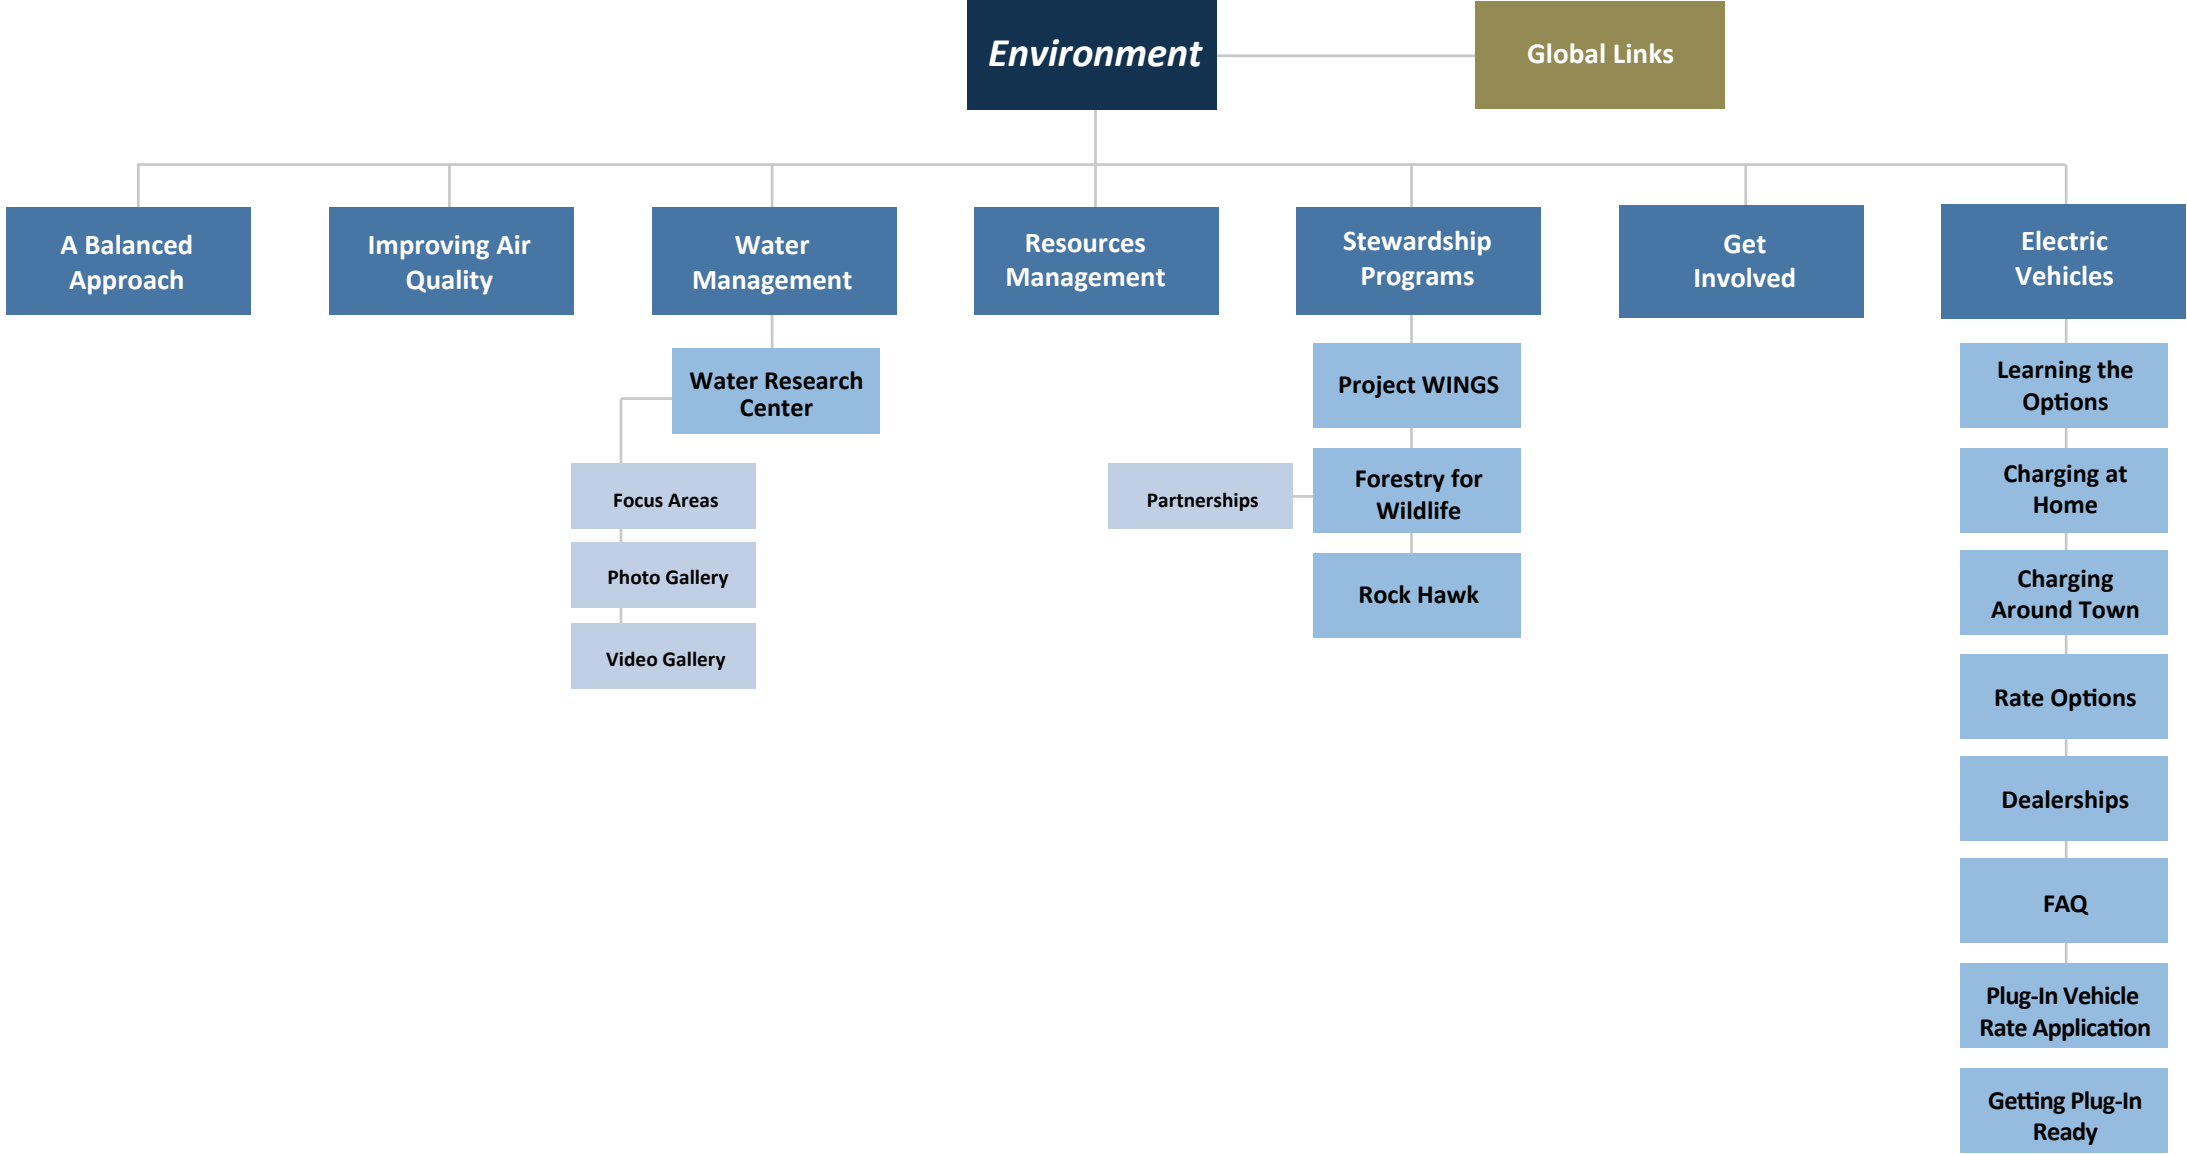 Environment
Global Links
A Balanced
Approach
Improving Air
Quality
Water
Management
Resources
Management
Stewardship
Programs
Get
Involved
Electric
Vehicles
Water Research
Center
Focus Areas
Photo Gallery
Video Gallery
Project WINGS
Forestry for
Wildlife
Partnerships
Rock Hawk
Learning the
Options
Charging at
Home
Charging
Around Town
Rate Options
Dealerships
FAQ
Plug-In Vehicle
Rate Application
Getting Plug-In
Ready